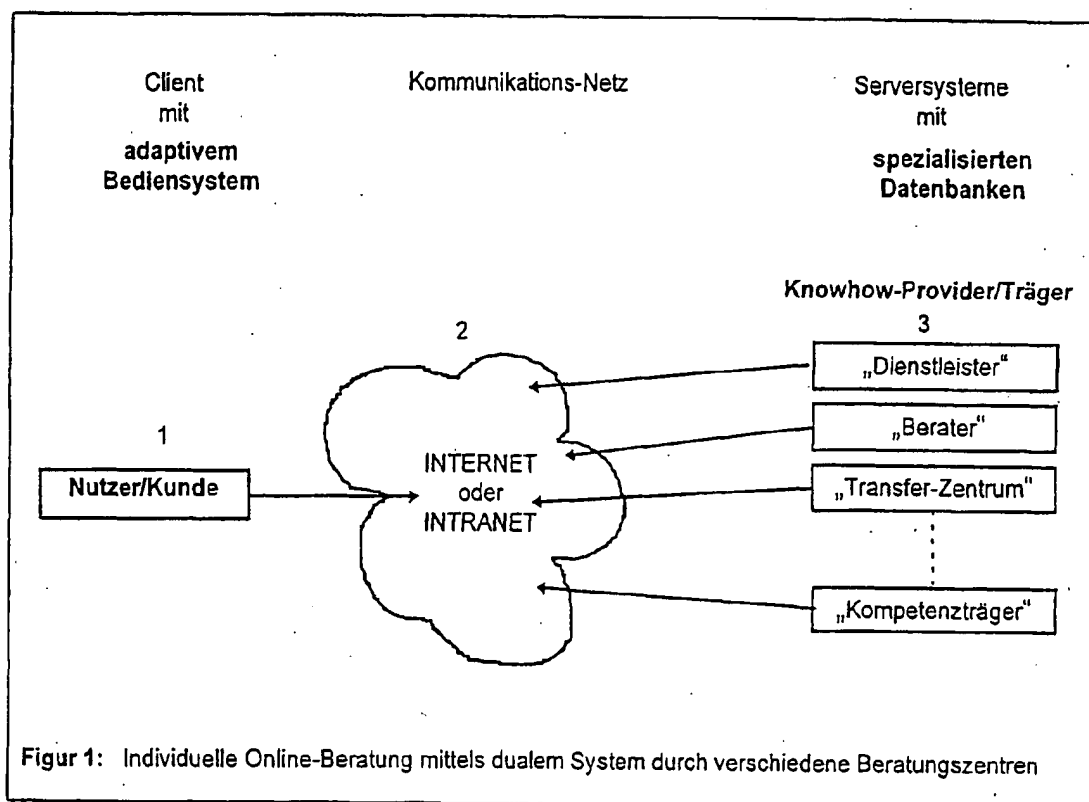 Client
mit
adaptivem
Bediensystem
Kommunikations-Netz
Serversysteme
mit
spezialisierten
Datenbanken
Knowhow-Provider/Träger
3
„Dienstleister“
„Berater“
„Transfer-Zentrum“
„Kompetenzträger“
2
INTERNET
oder
INTRANET
1
Nutzer/Kunde
Figur 1: Individuelle Online-Beratung mittels dualem System durch verschiedene Beratungszentren